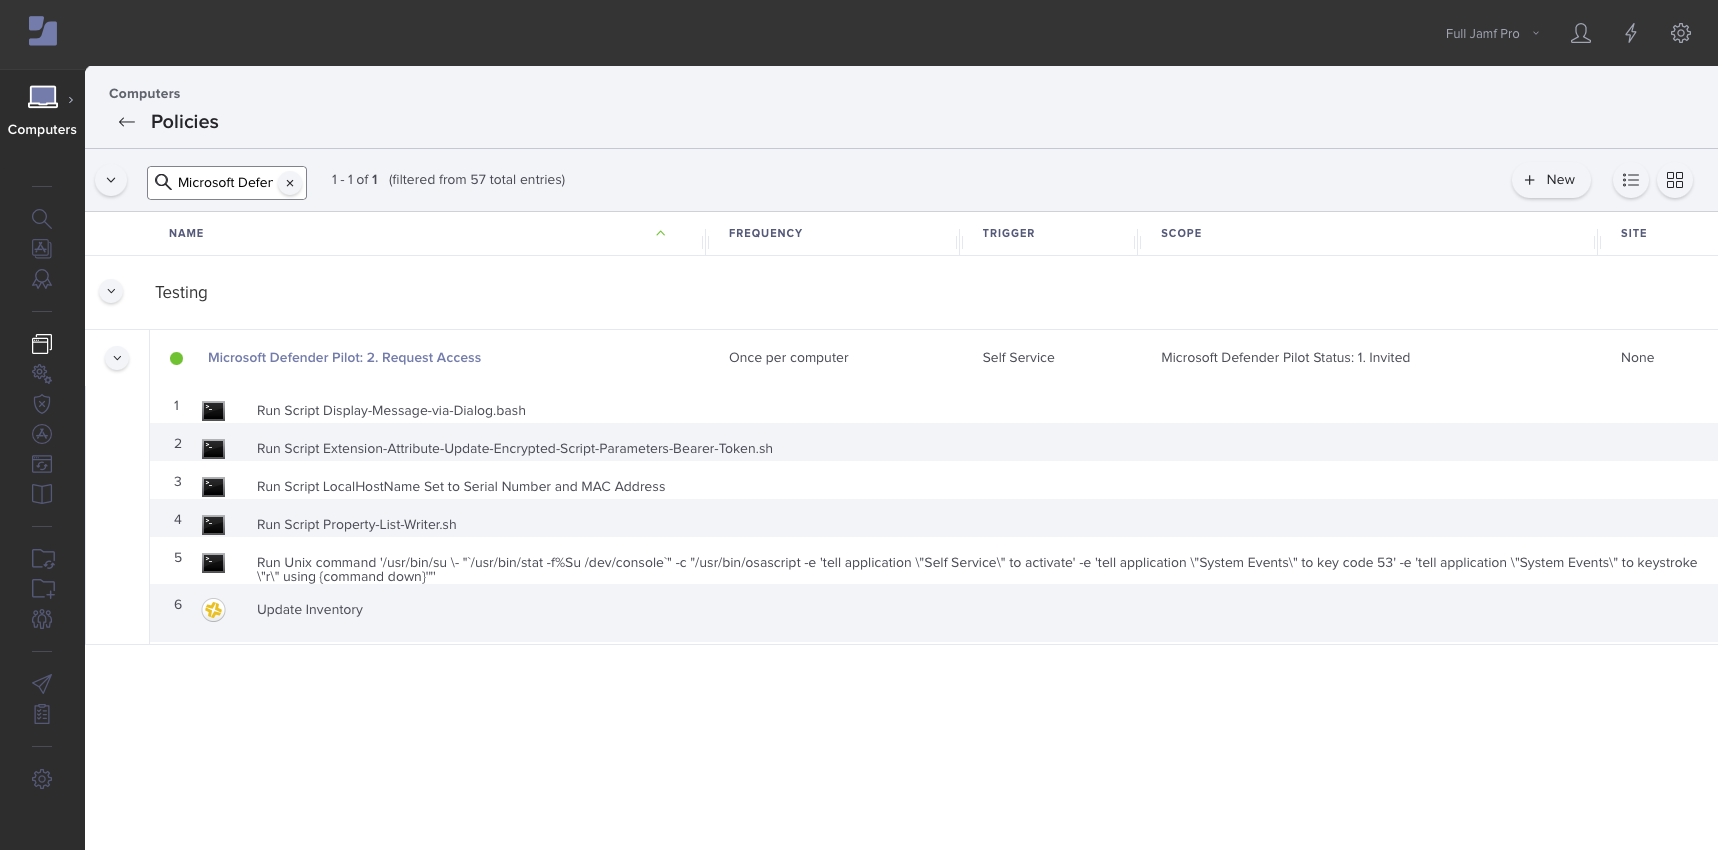 Full Jamf Pro
Computers
Computers
Policies
Microsoft Defen
1 - 1 of 1 (filtered from 57 total entries)
+ New
NAME FREQUENCY TRIGGER SCOPE SITE
Testing
Microsoft Defender Pilot: 2. Request Access Once per computer Self Service Microsoft Defender Pilot Status: 1. Invited None
1 Run Script Display-Message-via-Dialog.bash
2 Run Script Extension-Attribute-Update-Encrypted-Script-Parameters-Bearer-Token.sh
3 Run Script LocalHostName Set to Serial Number and MAC Address
4 Run Script Property-List-Writer.sh
5 Run Unix command '/usr/bin/su \- "`/usr/bin/stat -f%Su /dev/console`" -c "/usr/bin/osascript -e 'tell application \"Self Service\" to activate' -e 'tell application \"System Events\" to key code 53' -e 'tell application \"System Events\" to keystroke
\"r\" using {command down}'"'
6 Update Inventory